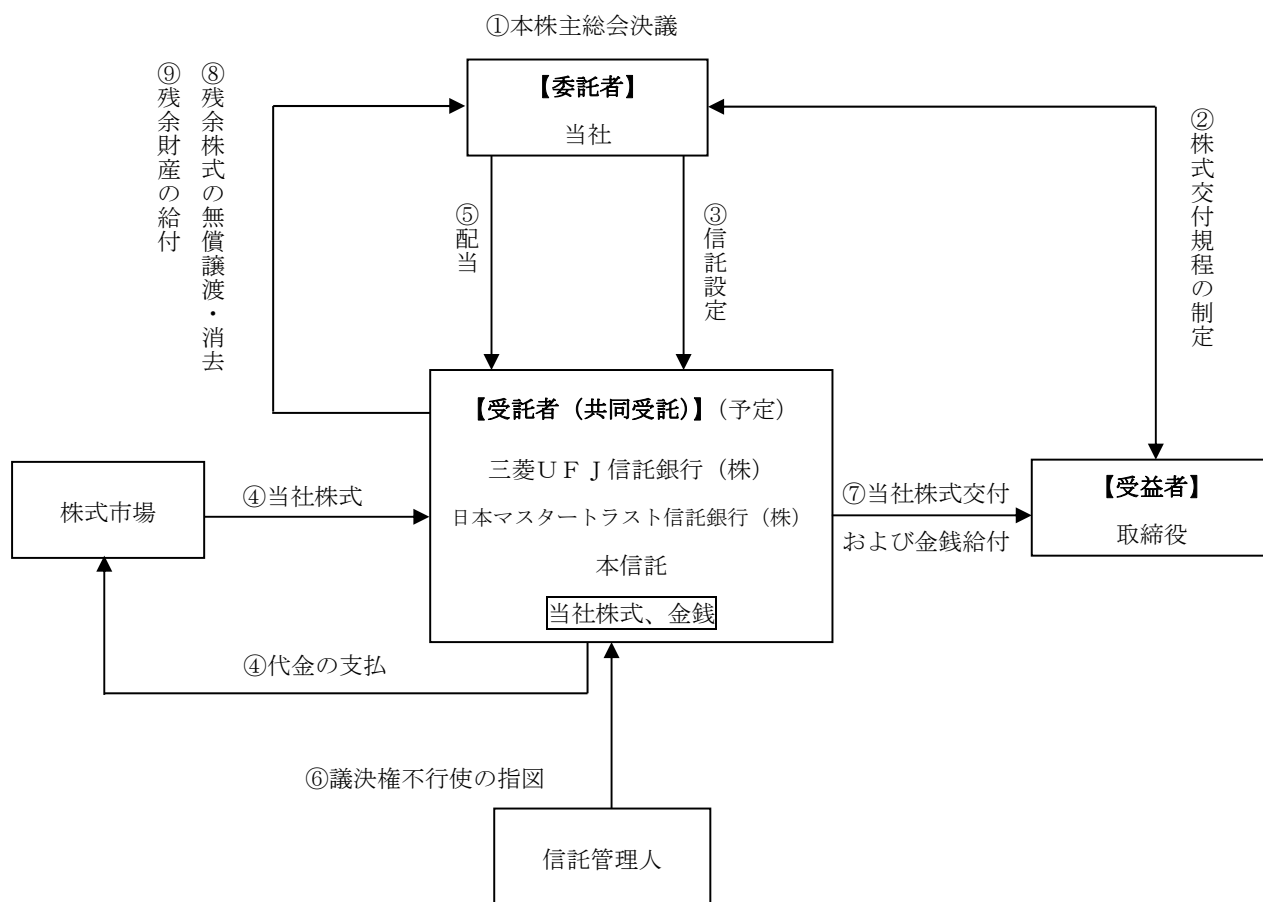 ①本株主総会決議
【委託者】
当社
⑨残余財産の給付
⑧残余株式の無償譲渡・消去
②株式交付規程の制定
⑤配当
③信託設定
【受託者（共同受託）】（予定）
三菱ＵＦＪ信託銀行（株）
日本マスタートラスト信託銀行（株）
本信託
当社株式、金銭
株式市場
④当社株式
⑦当社株式交付
および金銭給付
【受益者】
取締役
④代金の支払
⑥議決権不行使の指図
信託管理人